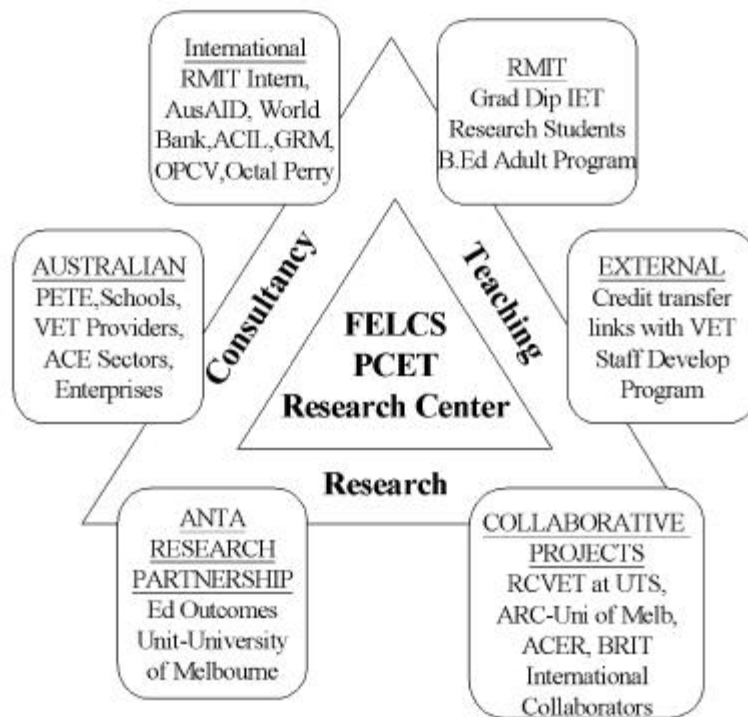 International
RMIT Intern,
AusAID, World
Bank,ACIL,GRM,
OPCV,Octal Perry
RMIT
Grad Dip IET
Research Students
B.Ed Adult Program
AUSTRALIAN
PETE,Schools,
VET Providers,
ACE Sectors,
Enterprises
Consultancy
Teaching
EXTERNAL
Credit transfer
links with VET
Staff Develop
Program
FELCS
PCET
Research Center
Research
ANTA
RESEARCH
PARTNERSHIP
Ed Outcomes
Unit-University
of Melbourne
COLLABORATIVE
PROJECTS
RCVET at UTS,
ARC-Uni of Melb,
ACER, BRIT
International
Collaborators